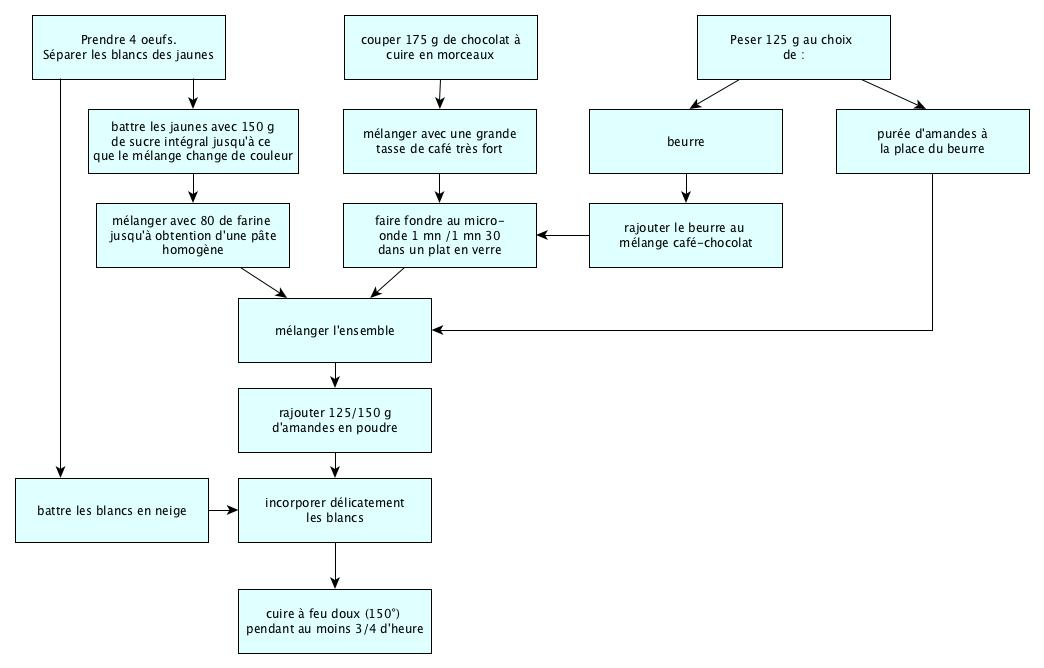 Prendre 4 oeufs.
Séparer les blancs des jaunes
couper 175 g de chocolat à
cuire en morceaux
Peser 125 g au choix
de :
battre les jaunes avec 150 g
de sucre intégral jusqu'à ce
que le mélange change de couleur
mélanger avec une grande
tasse de café très fort
beurre
purée d'amandes à
la place du beurre
mélanger avec 80 de farine
jusqu'à obtention d'une pâte
homogène
faire fondre au micro-
onde 1 mn /1 mn 30
dans un plat en verre
rajouter le beurre au
mélange café-chocolat
mélanger l'ensemble
rajouter 125/150 g
d'amandes en poudre
battre les blancs en neige
incorporer délicatement
les blancs
cuire à feu doux (150°)
pendant au moins 3/4 d'heure